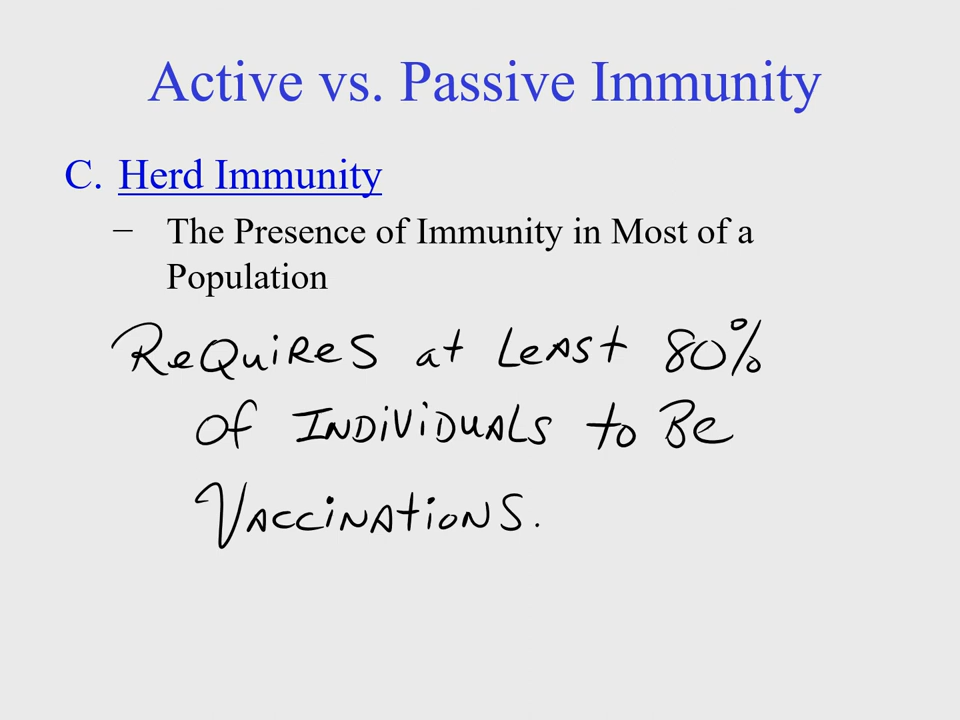 Active vs. Passive Immunity
C. Herd Immunity
– The Presence of Immunity in Most of a
Population
Requires at Least 80%
of Individuals to Be
Vaccinations.